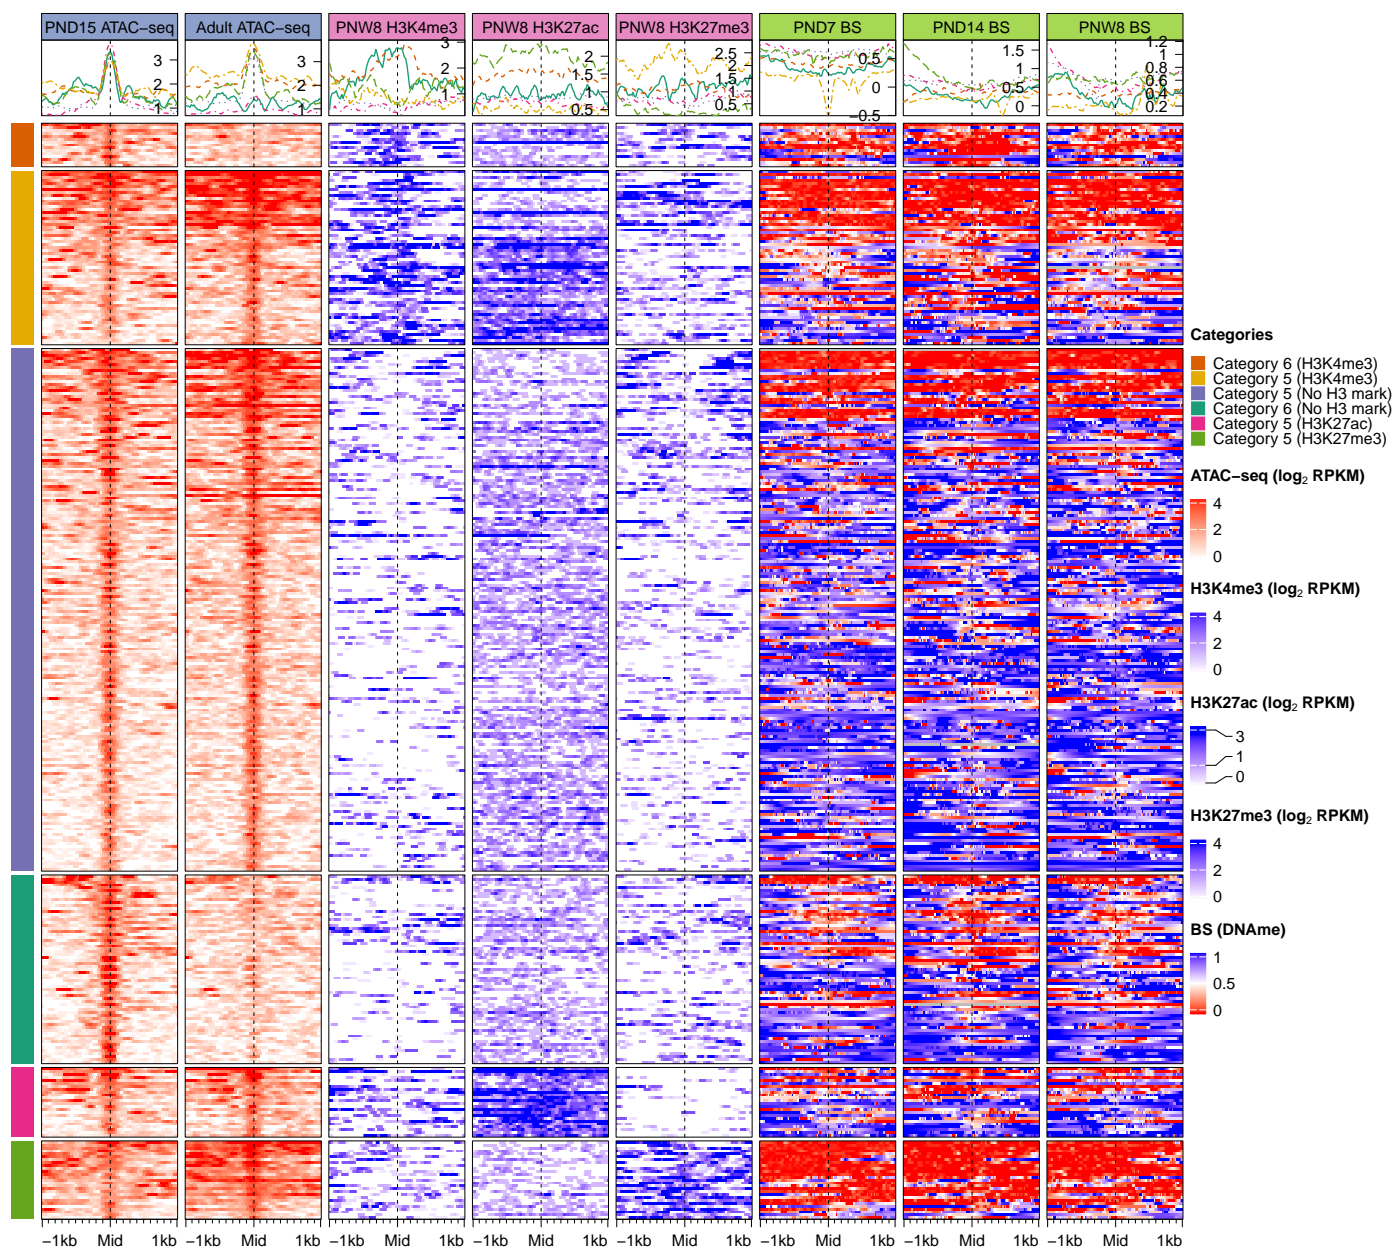 PND15 ATAC−seq
Adult ATAC−seq
PNW8 H3K4me3
PNW8 H3K27ac
PNW8 H3K27me3
PND7 BS
PND14 BS
PNW8 BS
3
2
1
3
2
1
3
2
1
2
1.5
1
0.5
2.5
2
1.5
1
0.5
0.5
0
−0.5
1.5
1
0.5
0
1.2
1
0.8
0.6
0.4
0.2
Categories
Category 6 (H3K4me3)
Category 5 (H3K4me3)
Category 5 (No H3 mark)
Category 6 (No H3 mark)
Category 5 (H3K27ac)
Category 5 (H3K27me3)
ATAC−seq (log₂ RPKM)
4
2
0
H3K4me3 (log₂ RPKM)
4
2
0
H3K27ac (log₂ RPKM)
3
1
0
H3K27me3 (log₂ RPKM)
4
2
0
BS (DNAme)
1
0.5
0
−1kb Mid 1kb −1kb Mid 1kb −1kb Mid 1kb −1kb Mid 1kb −1kb Mid 1kb −1kb Mid 1kb −1kb Mid 1kb −1kb Mid 1kb